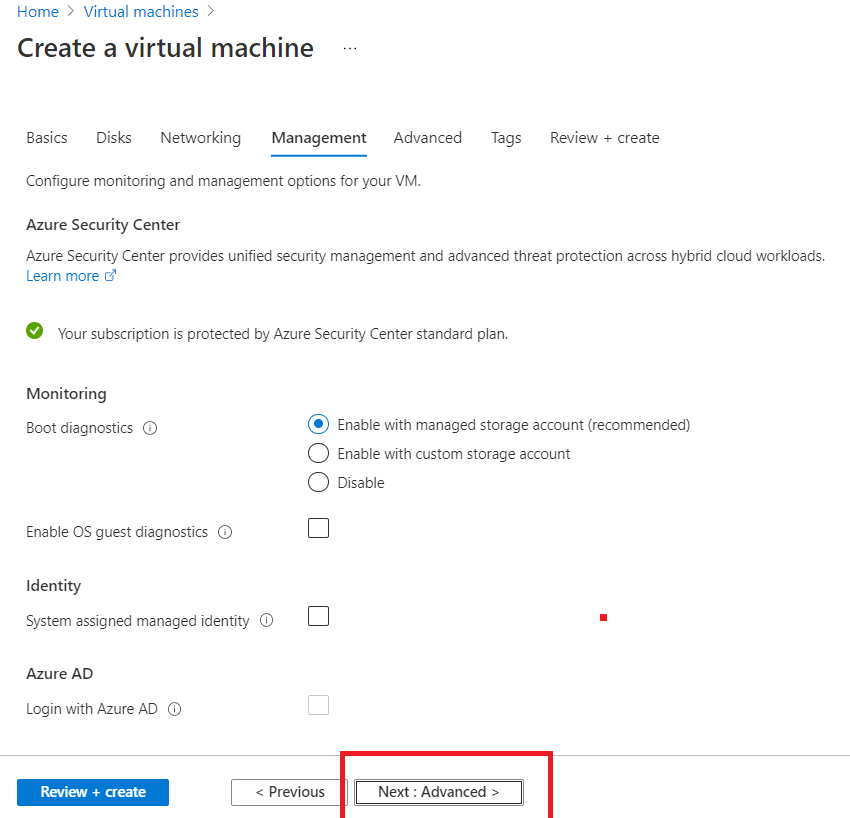 Home > Virtual machines >
Create a virtual machine ...
Basics Disks Networking Management Advanced Tags Review + create
Configure monitoring and management options for your VM.
Azure Security Center
Azure Security Center provides unified security management and advanced threat protection across hybrid cloud workloads.
Learn more
Your subscription is protected by Azure Security Center standard plan.
Monitoring
Boot diagnostics
Enable with managed storage account (recommended)
Enable with custom storage account
Disable
Enable OS guest diagnostics
Identity
System assigned managed identity
Azure AD
Login with Azure AD
Review + create < Previous Next : Advanced >